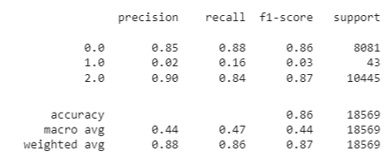 precision recall f1-score support
0.0 0.85 0.88 0.86 8081
1.0 0.02 0.16 0.03 43
2.0 0.90 0.84 0.87 10445
accuracy 0.86 18569
macro avg 0.44 0.47 0.44 18569
weighted avg 0.88 0.86 0.87 18569